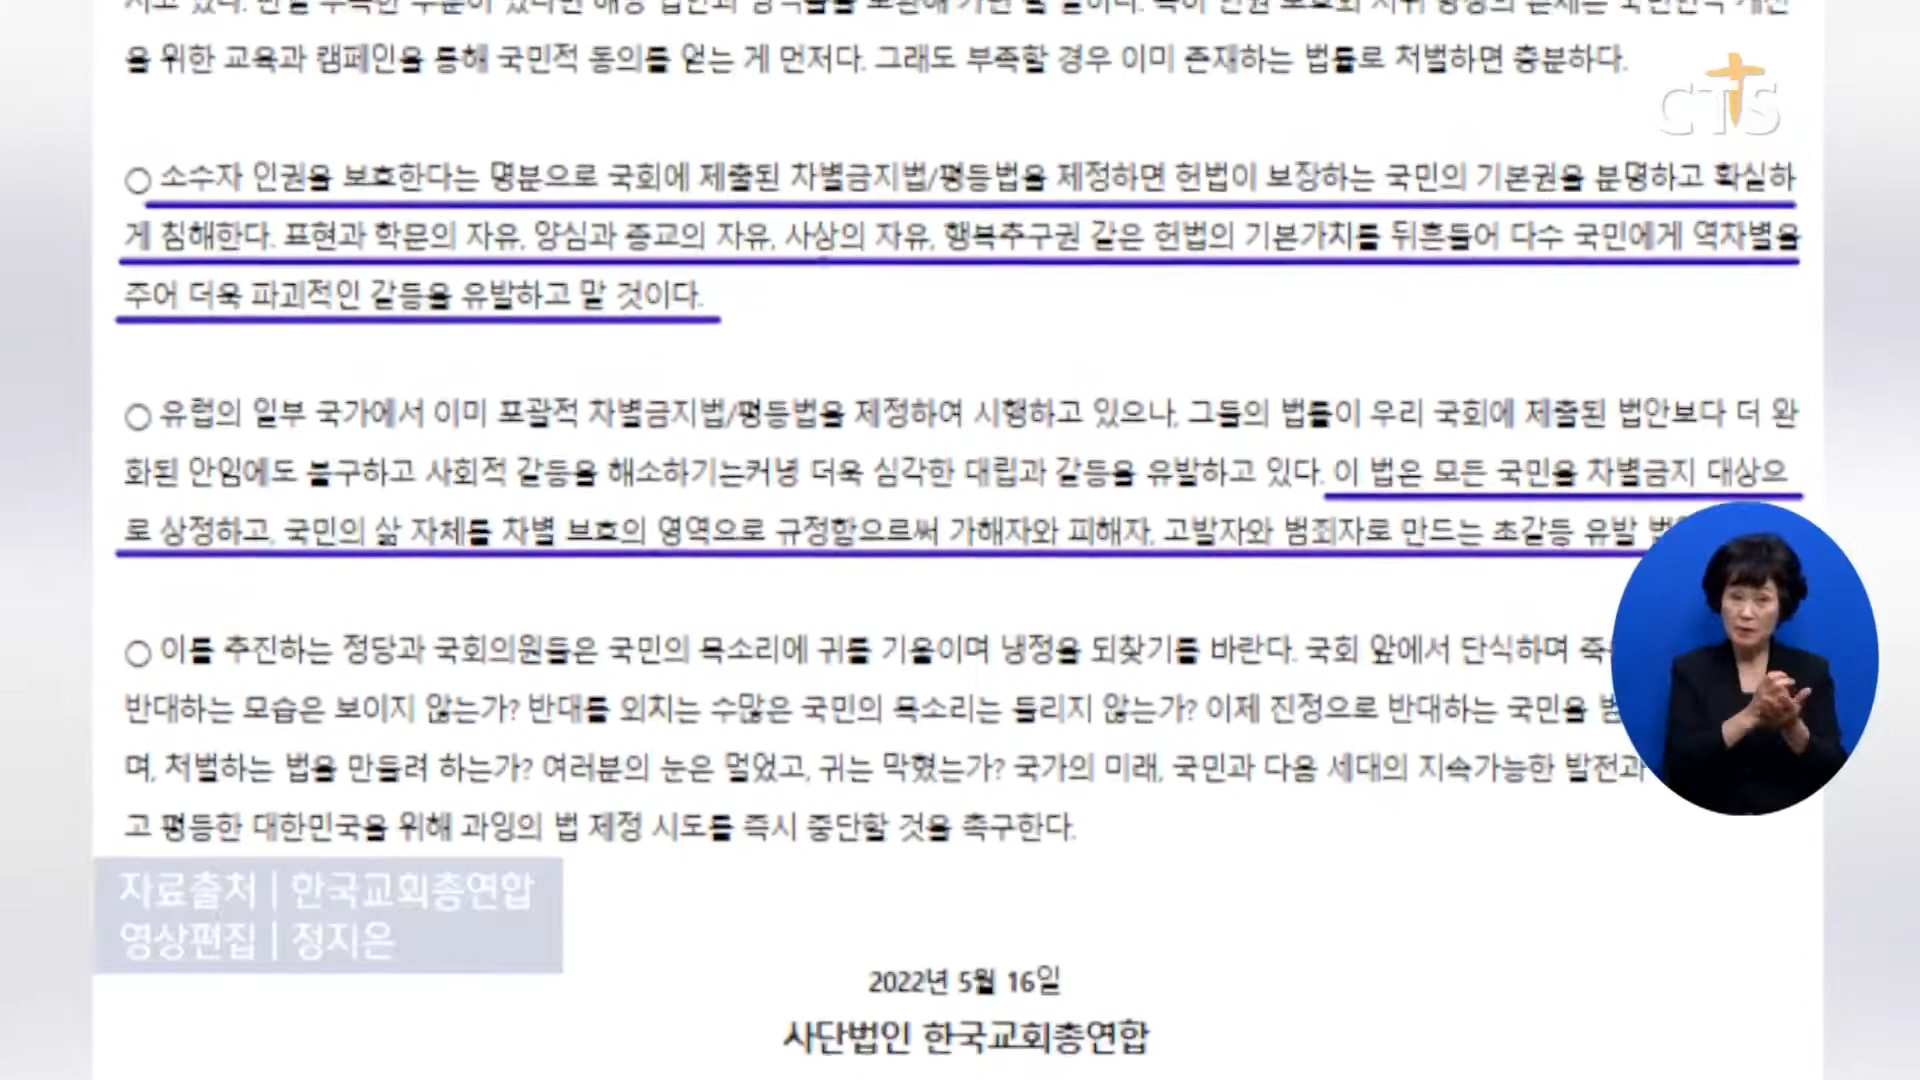 을 위한 교육과 캠페인을 통해 국민적 동의를 얻는 게 먼저다. 그래도 부족할 경우 이미 존재하는 법들로 처벌하면 충분하다.
CTS
○ 소수자 인권을 보호한다는 명분으로 국회에 제출된 차별금지법/평등법을 제정하면 헌법이 보장하는 국민의 기본권을 분명하고 확실하
게 침해한다. 표현과 학문의 자유, 양심과 종교의 자유, 사상의 자유, 행복추구권 같은 헌법의 기본가치를 뒤흔들어 다수 국민에게 역차별을
주어 더욱 파괴적인 갈등을 유발하고 말 것이다.
○ 유럽의 일부 국가에서 이미 포괄적 차별금지법/평등법을 제정하여 시행하고 있으나, 그들의 법들이 우리 국회에 제출된 법안보다 더 완
화된 안임에도 불구하고 사회적 갈등을 해소하기는커녕 더욱 심각한 대립과 갈등을 유발하고 있다. 이 법은 모든 국민을 차별금지 대상으
로 상정하고, 국민의 삶 자체를 차별 보호의 영역으로 규정함으로써 가해자와 피해자, 고발자와 범죄자로 만드는 초갈등 유발
○ 이를 추진하는 정당과 국회의원들은 국민의 목소리에 귀를 기울이며 냉정을 되찾기를 바란다. 국회 앞에서 단식하며
반대하는 모습은 보이지 않는가? 반대를 외치는 수많은 국민의 목소리는 들리지 않는가? 이제 진정으로 반대하는 국민을
며, 처벌하는 법을 만들려 하는가? 여러분의 눈은 멀었고, 귀는 막혔는가? 국가의 미래, 국민과 다음 세대의 지속가능한 발전과
고 평등한 대한민국을 위해 과잉의 법 제정 시도를 즉시 중단할 것을 촉구한다.
자료출처 | 한국교회총연합
영상편집 | 정지은
2022년 5월 16일
사단법인 한국교회총연합